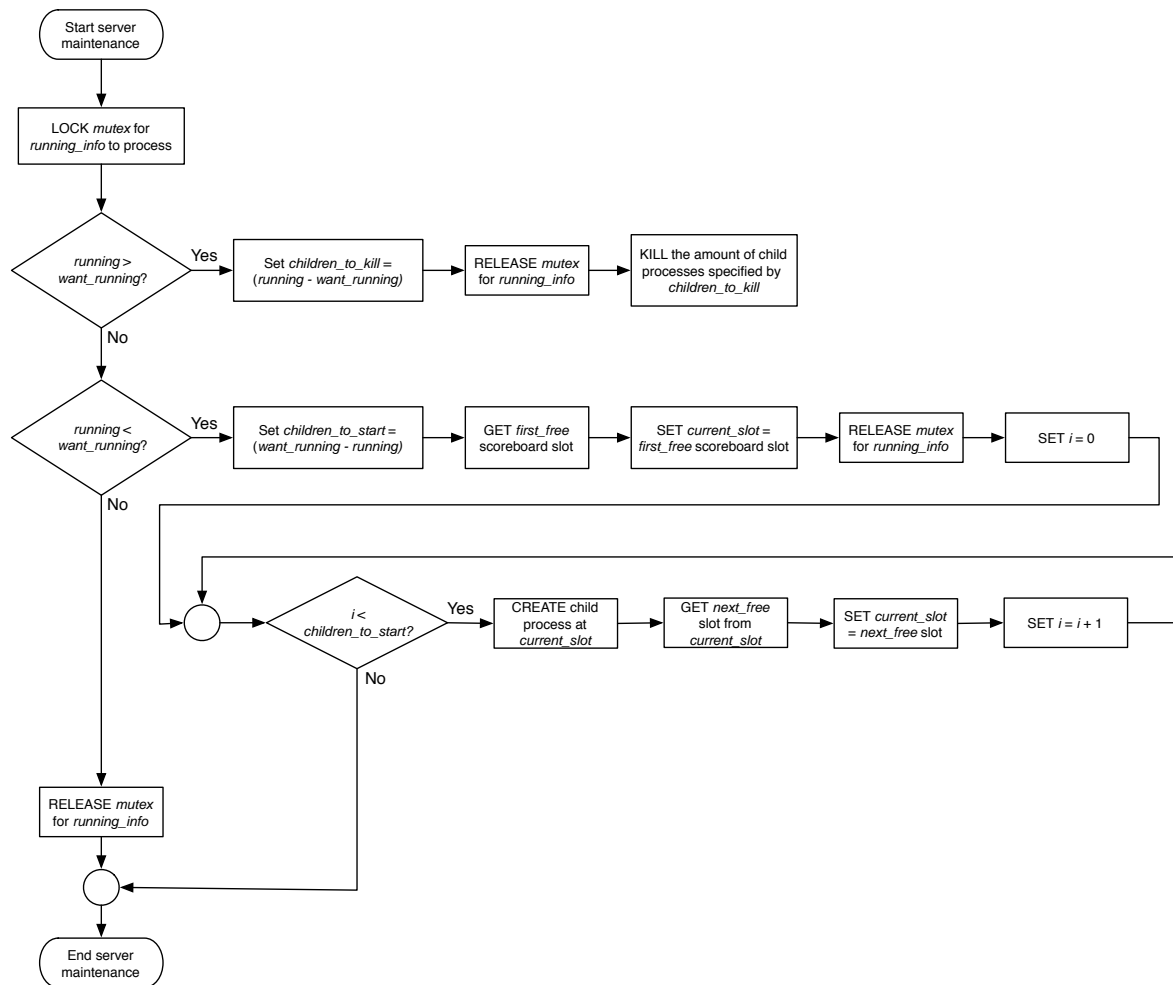 Start server
maintenance
LOCK mutex for
running_info to process
running >
want_running?
Yes
Set children_to_kill =
(running - want_running)
RELEASE mutex
for running_info
KILL the amount of child
processes specified by
children_to_kill
No
running <
want_running?
Yes
Set children_to_start =
(want_running - running)
GET first_free
scoreboard slot
SET current_slot =
first_free scoreboard slot
RELEASE mutex
for running_info
SET i = 0
No
i <
children_to_start?
Yes
CREATE child
process at
current_slot
GET next_free
slot from
current_slot
SET current_slot
= next_free slot
SET i = i + 1
No
RELEASE mutex
for running_info
End server
maintenance